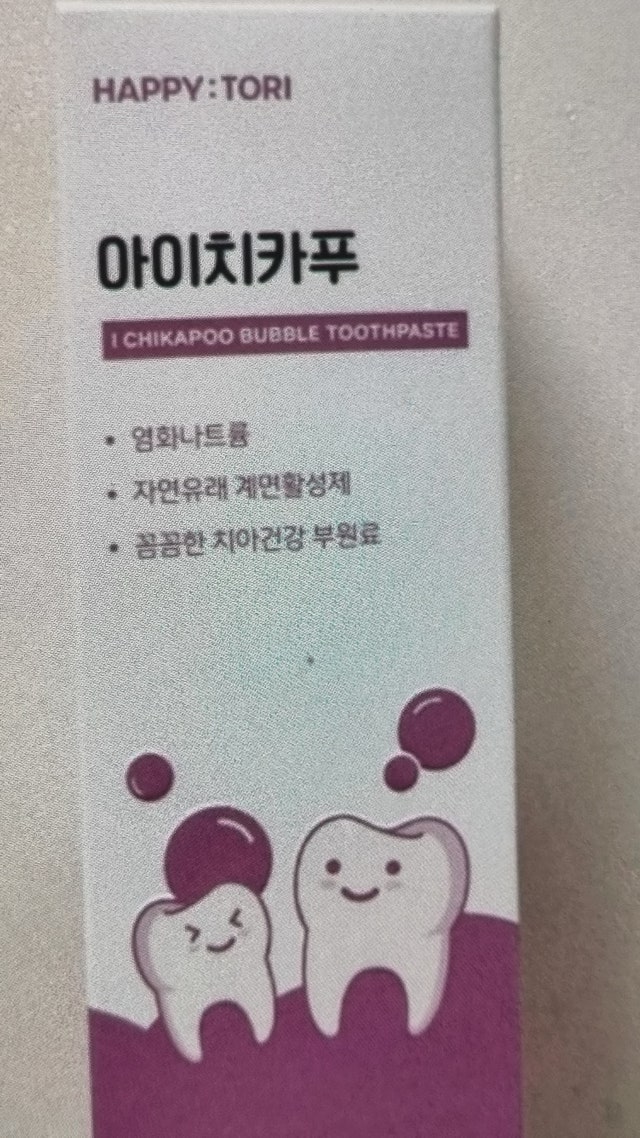 HAPPY:TORI
아이치카푸
I CHIKAPOO BUBBLE TOOTHPASTE
• 염화나트륨
• 자연유래 계면활성제
• 꼼꼼한 치아건강 부원료